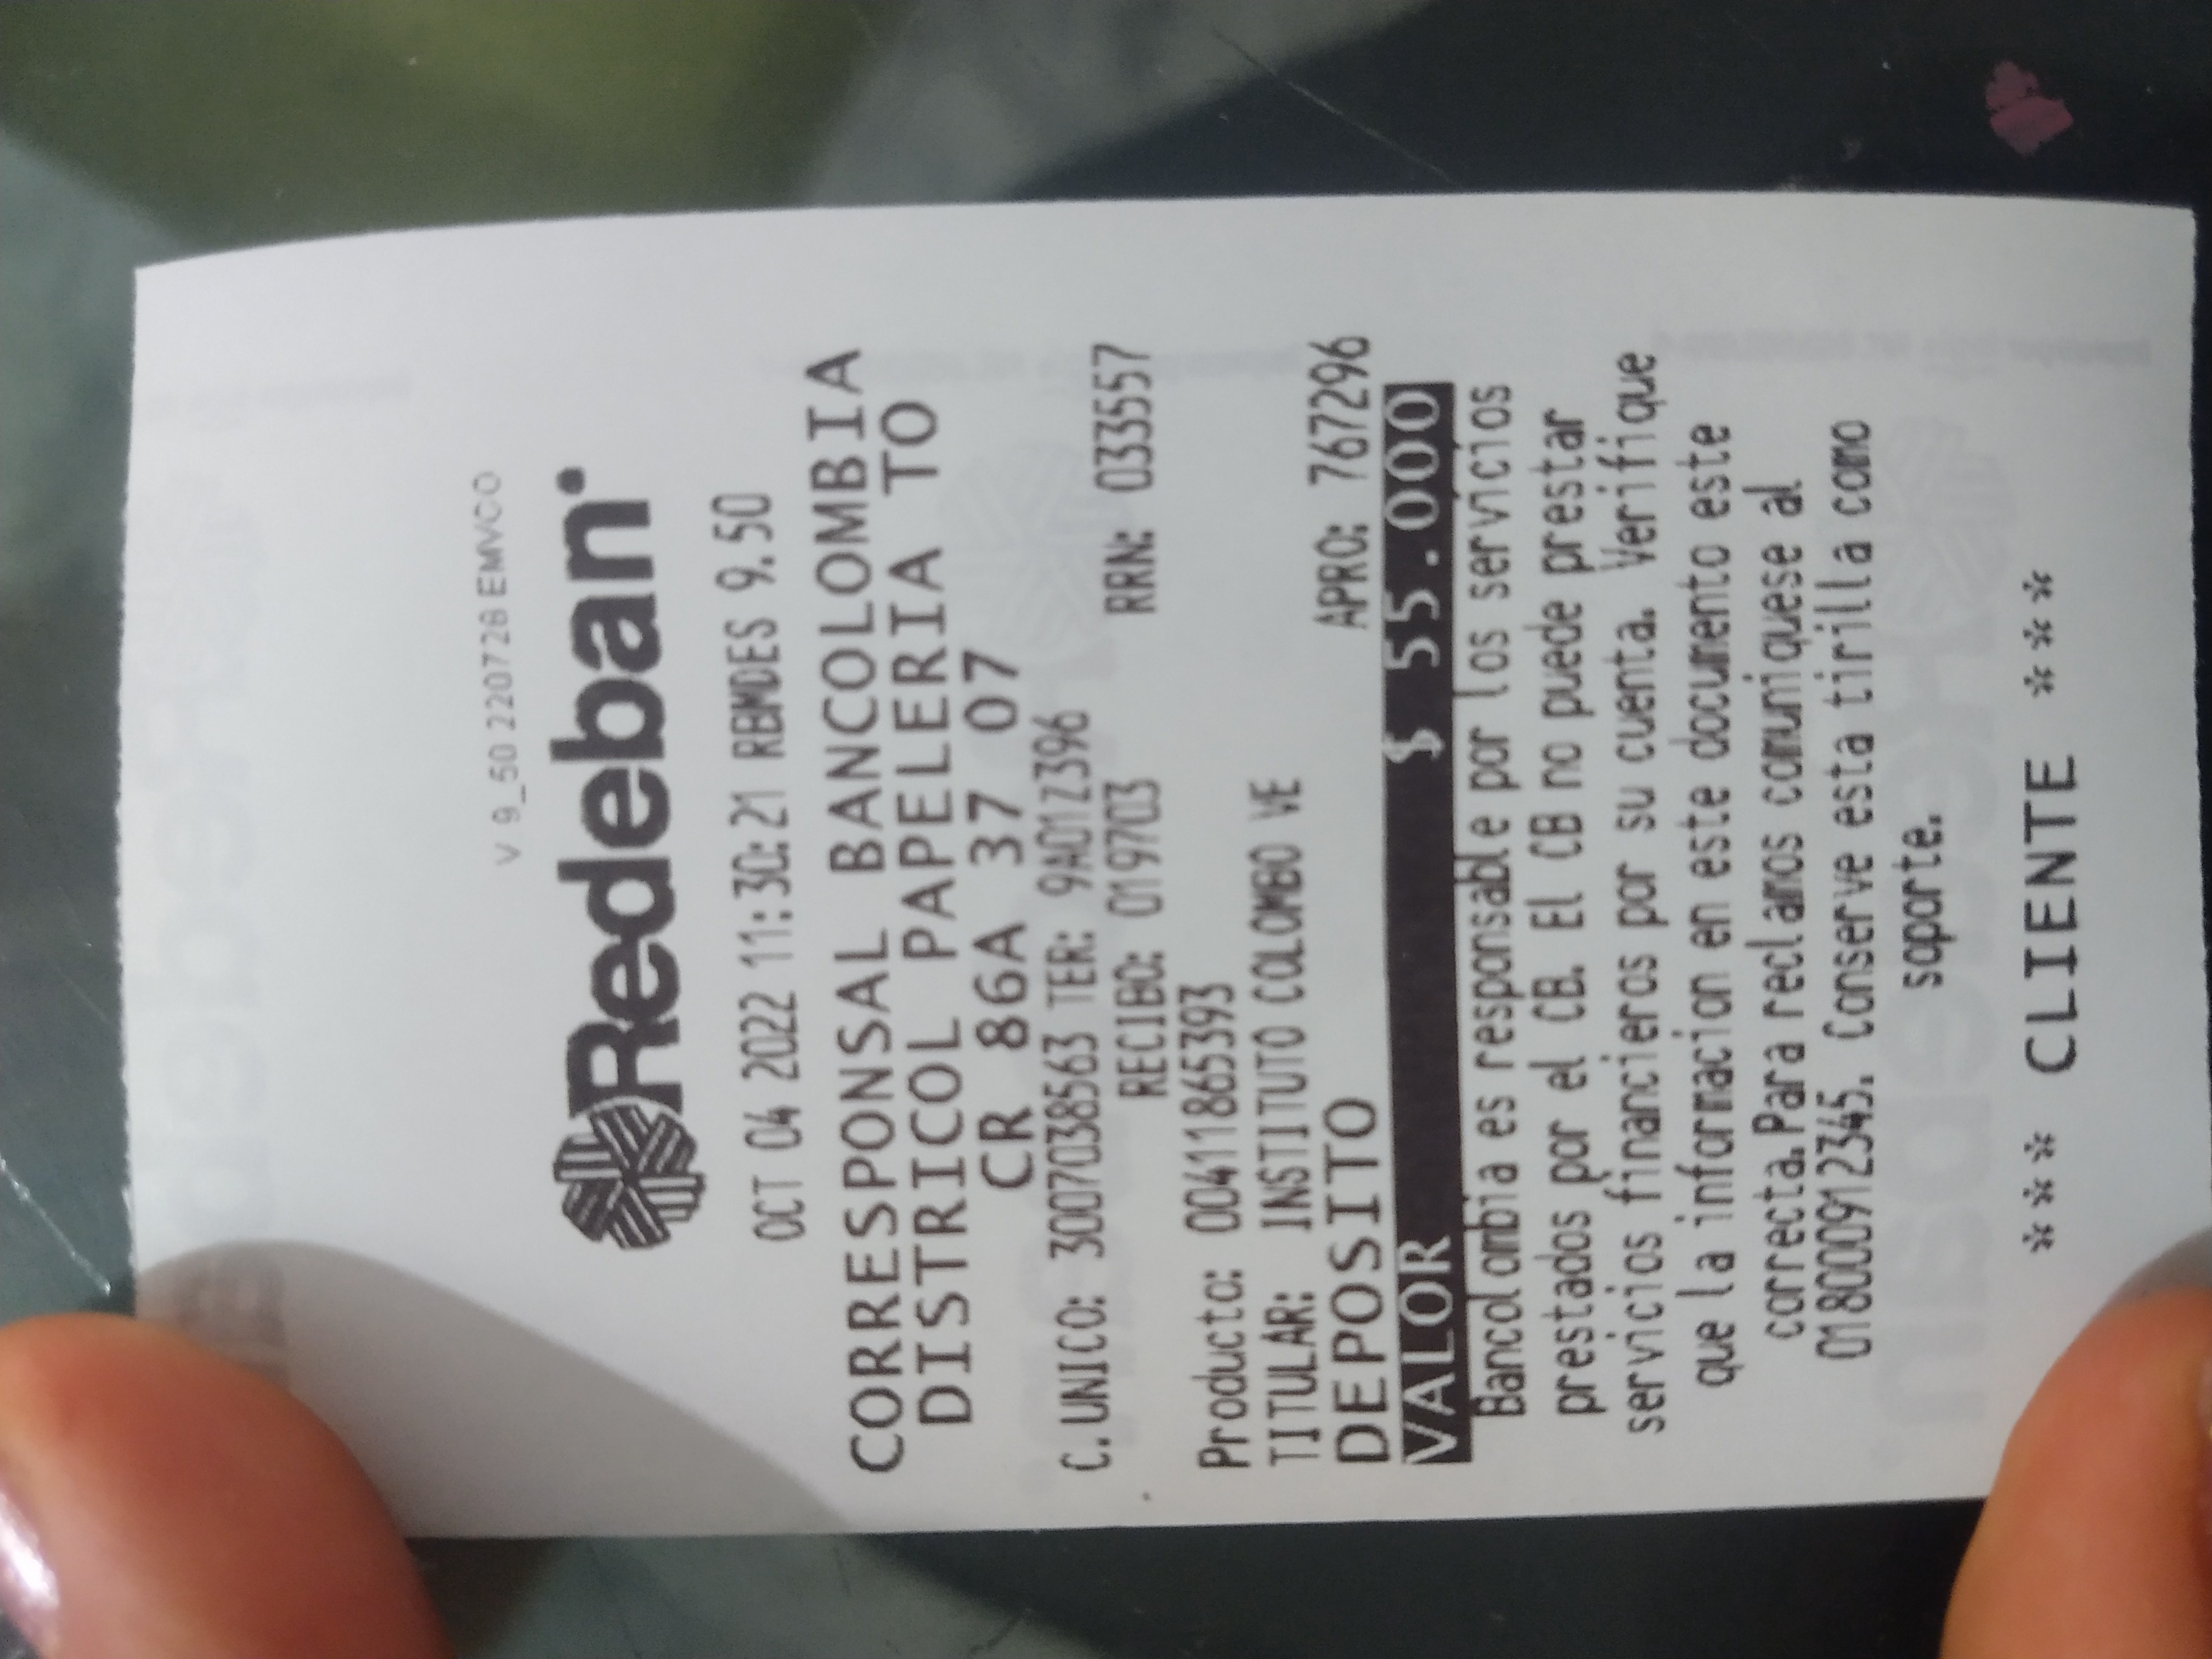 V 9_50 220728 EMVCO
Redeban
OCT 04 2022 11:30:21 RBMDES 9.50
CORRESPONSAL BANCOLOMBIA
DISTRICOL PAPELERIA TO
CR 86A 37 07
C.UNICO: 3007038563 TER: 9A01Z396
RECIBO: 019703 RRN: 033557
Producto: 00411865393
TITULAR: INSTITUTO COLOMBO VE
DEPOSITO APRO: 767296
VALOR $ 55.000
Bancolombia es responsable por los servicios
prestados por el CB. El CB no puede prestar
servicios financieros por su cuenta. Verifique
que la informacion en este documento este
correcta.Para reclamos comuniquese al
018000912345. Conserve esta tirilla como
soporte.
*** CLIENTE ***